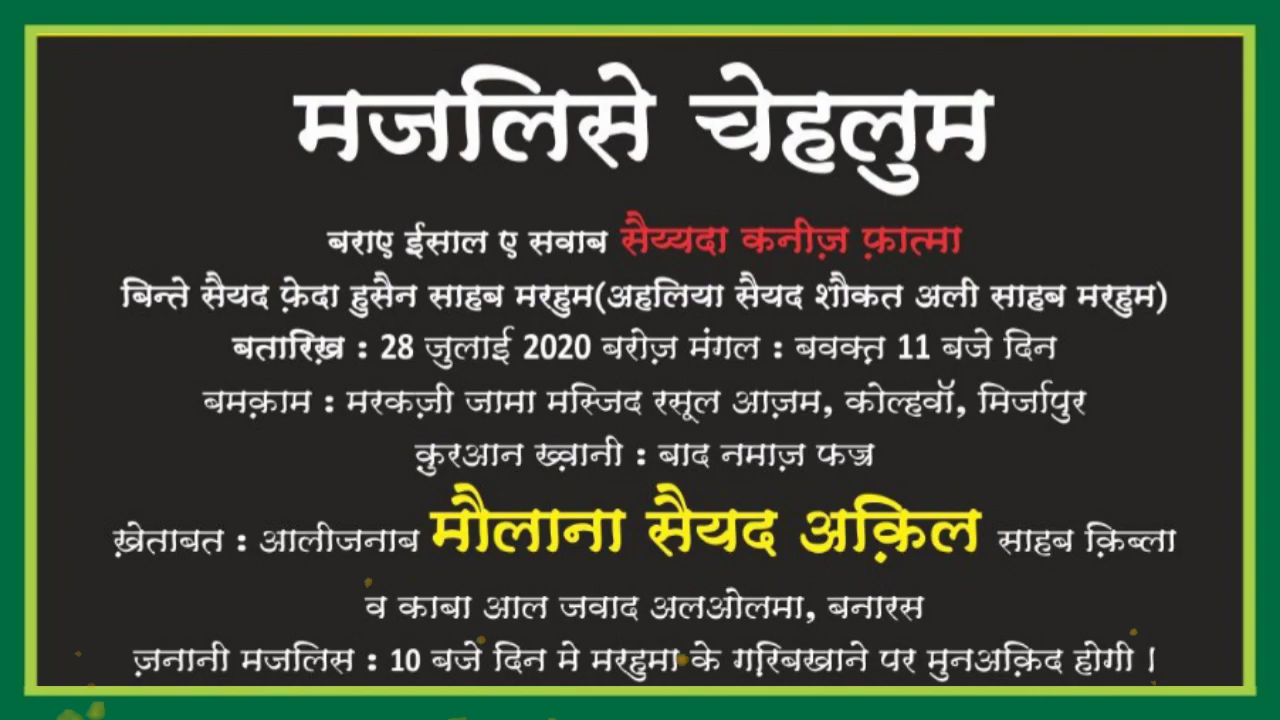 मजलिसे चेहलुम
बराए ईसाल ए सवाब सैय्यदा कनीज़ फ़ात्मा
बिन्ते सैयद फ़ेदा हुसैन साहब मरहुम(अहलिया सैयद शौकत अली साहब मरहुम)
बतारिख़ : 28 जुलाई 2020 बरोज़ मंगल : बवक्त़ 11 बजे दिन
बमक़ाम : मरकज़ी जामा मस्जिद रसूल आज़म, कोल्हवॉ, मिर्जापुर
क़ुरआन ख्वा़नी : बाद नमाज़ फज्र
ख़ेताबत : आलीजनाब मौलाना सैयद अक़िल साहब क़िब्ला
व काबा आल जवाद अलओलमा, बनारस
ज़नानी मजलिस : 10 बजे दिन मे मरहुमा के गऱिबखाने पर मुनअक़िद होगी ।